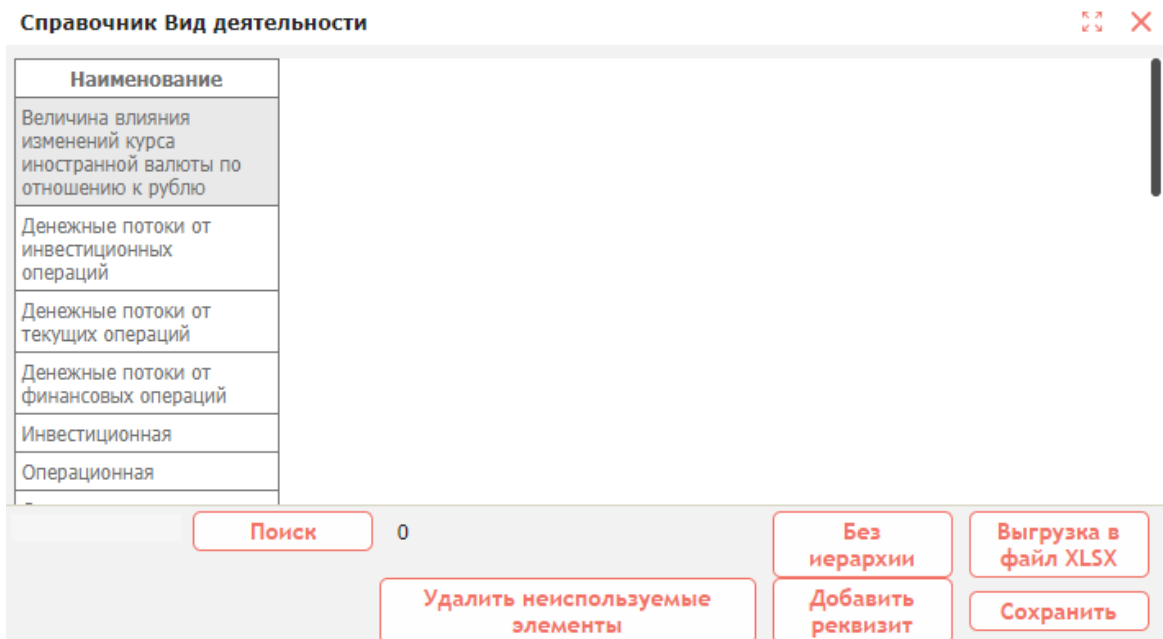 Справочник Вид деятельности
Наименование
Величина влияния
изменений курса
иностранной валюты по
отношению к рублю
Денежные потоки от
инвестиционных
операций
Денежные потоки от
текущих операций
Денежные потоки от
финансовых операций
Инвестиционная
Операционная
Поиск
0
Без
иерархии
Выгрузка в
файл XLSX
Удалить неиспользуемые
элементы
Добавить
реквизит
Сохранить